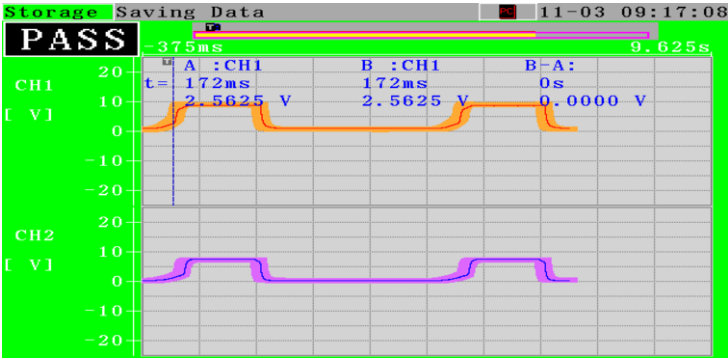 Storage Saving Data PC 11-03 09:17:08
PASS T
-375ms 9.625s
A :CH1 B :CH1 B-A:
t= 172ms 172ms 0s
2.5625 V 2.5625 V 0.0000 V
CH1
[ V]
20
10
0
-10
-20
CH2
[ V]
20
10
0
-10
-20